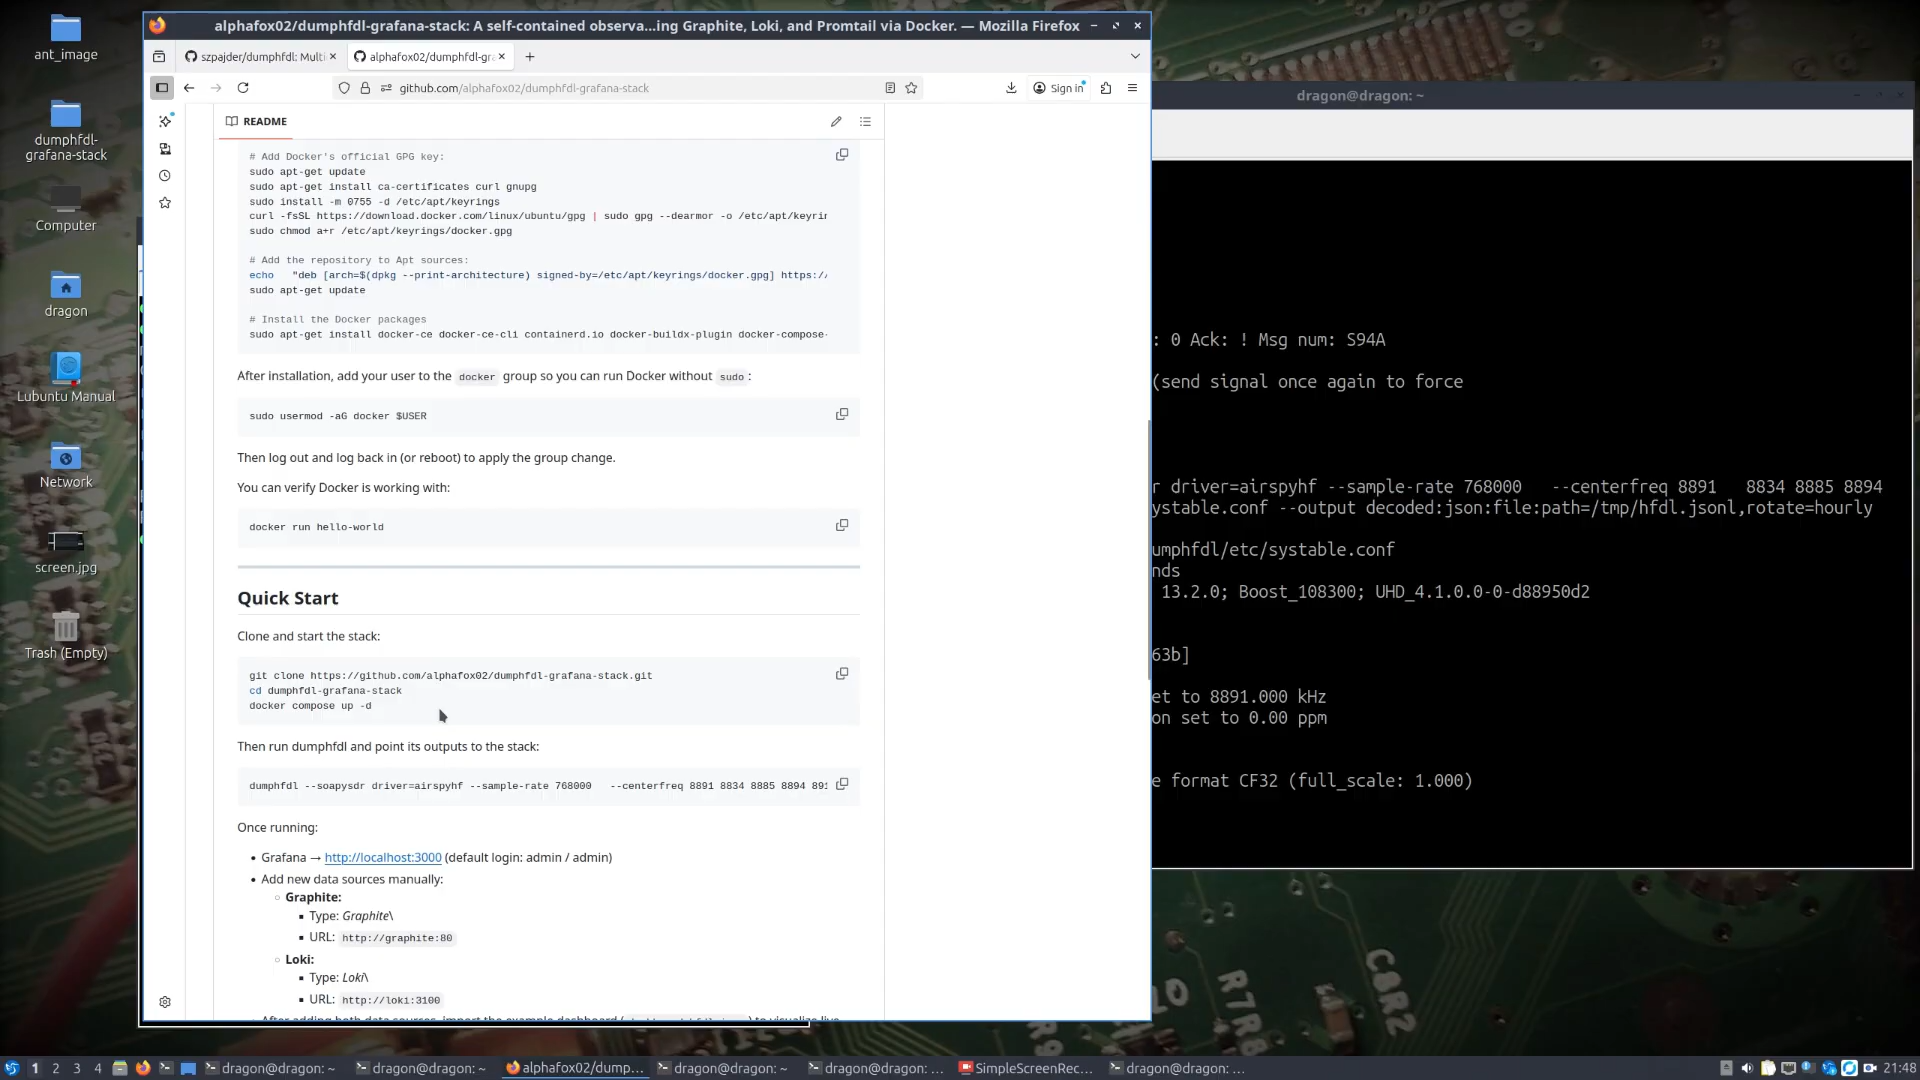 alphafox02/dumphfdl-grafana-stack: A self-contained observa...ing Graphite, Loki, and Promtail via Docker. — Mozilla Firefox
szpajder/dumphfdl: Multi
alphafox02/dumphfdl-gr
github.com/alphafox02/dumphfdl-grafana-stack
Sign in
README
# Add Docker's official GPG key:
sudo apt-get update
sudo apt-get install ca-certificates curl gnupg
sudo install -m 0755 -d /etc/apt/keyrings
curl -fsSL https://download.docker.com/linux/ubuntu/gpg | sudo gpg --dearmor -o /etc/apt/keyrin
sudo chmod a+r /etc/apt/keyrings/docker.gpg
# Add the repository to Apt sources:
echo   "deb [arch=$(dpkg --print-architecture) signed-by=/etc/apt/keyrings/docker.gpg] https:/
sudo apt-get update
# Install the Docker packages
sudo apt-get install docker-ce docker-ce-cli containerd.io docker-buildx-plugin docker-compose-
After installation, add your user to the docker group so you can run Docker without sudo :
sudo usermod -aG docker $USER
Then log out and log back in (or reboot) to apply the group change.
You can verify Docker is working with:
docker run hello-world
Quick Start
Clone and start the stack:
git clone https://github.com/alphafox02/dumphfdl-grafana-stack.git
cd dumphfdl-grafana-stack
docker compose up -d
Then run dumphfdl and point its outputs to the stack:
dumphfdl --soapysdr driver=airspyhf --sample-rate 768000   --centerfreq 8891 8834 8885 8894 891
Once running:
• Grafana → http://localhost:3000 (default login: admin / admin)
• Add new data sources manually:
◦ Graphite:
▪ Type: Graphite\
▪ URL: http://graphite:80
◦ Loki:
▪ Type: Loki\
▪ URL: http://loki:3100
dragon@dragon: ~
: 0 Ack: ! Msg num: S94A
(send signal once again to force
r driver=airspyhf --sample-rate 768000   --centerfreq 8891   8834 8885 8894
ystable.conf --output decoded:json:file:path=/tmp/hfdl.jsonl,rotate=hourly
umphfdl/etc/systable.conf
nds
13.2.0; Boost_108300; UHD_4.1.0.0-0-d88950d2
63b]
et to 8891.000 kHz
on set to 0.00 ppm
e format CF32 (full_scale: 1.000)
ant_image
dumphfdl-
grafana-stack
Computer
dragon
Lubuntu Manual
Network
screen.jpg
Trash (Empty)
1 2 3 4
dragon@dragon: ~
dragon@dragon: ~
alphafox02/dump...
dragon@dragon: ~
dragon@dragon: ...
SimpleScreenRec...
dragon@dragon: ...
21:48